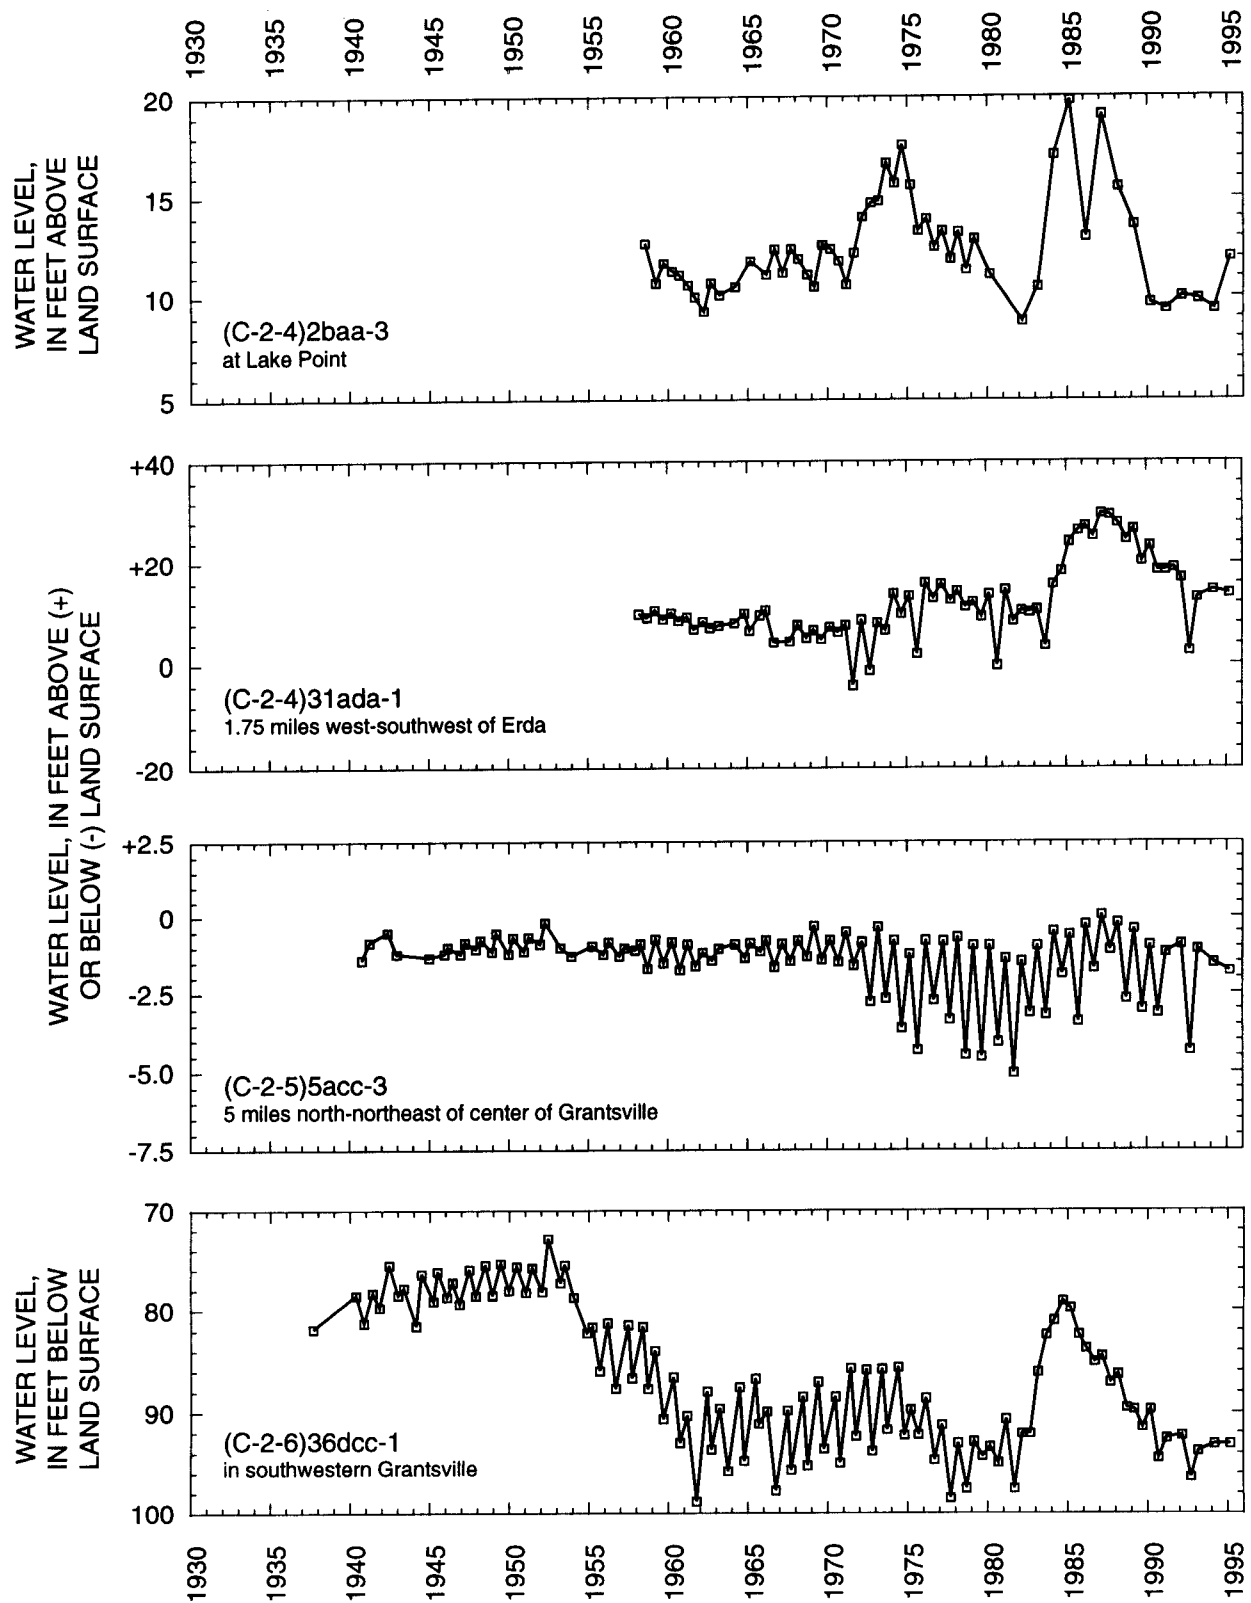 1930 1935 1940 1945 1950 1955 1960 1965 1970 1975 1980 1985 1990 1995
WATER LEVEL,
IN FEET ABOVE
LAND SURFACE
20
15
10
5
(C-2-4)2baa-3
at Lake Point
WATER LEVEL, IN FEET ABOVE (+)
OR BELOW (-) LAND SURFACE
+40
+20
0
-20
(C-2-4)31ada-1
1.75 miles west-southwest of Erda
+2.5
0
-2.5
-5.0
-7.5
(C-2-5)5acc-3
5 miles north-northeast of center of Grantsville
WATER LEVEL,
IN FEET BELOW
LAND SURFACE
70
80
90
100
(C-2-6)36dcc-1
in southwestern Grantsville
1930 1935 1940 1945 1950 1955 1960 1965 1970 1975 1980 1985 1990 1995